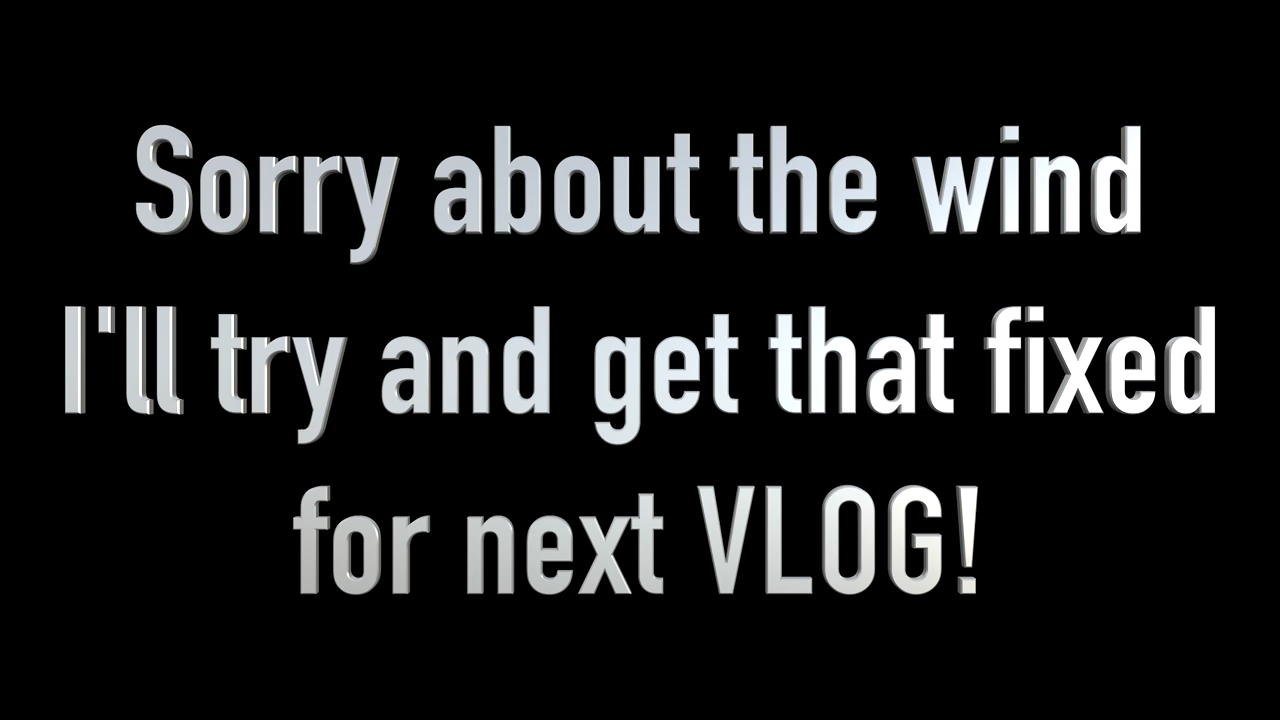 Sorry about the wind
I'll try and get that fixed
for next VLOG!